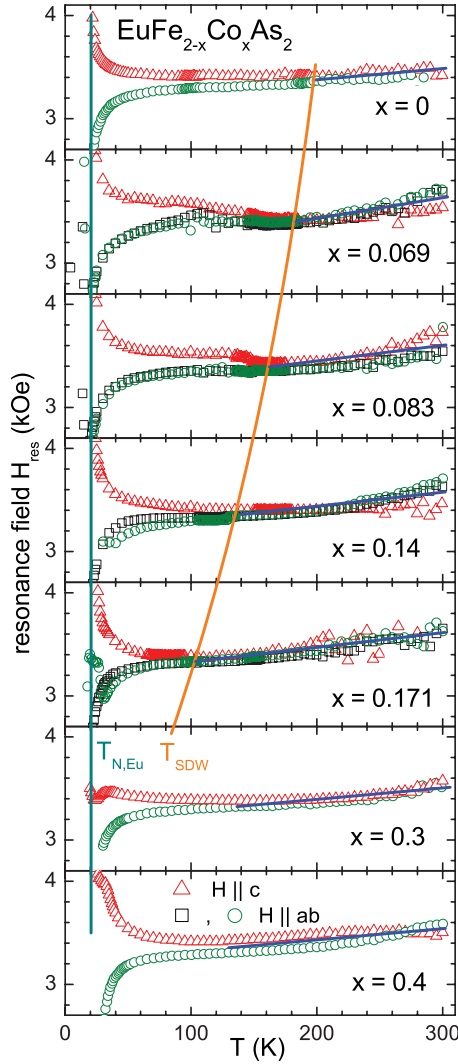 EuFe2-xCoxAs2
4
3
x = 0
4
3
x = 0.069
4
3
x = 0.083
4
3
x = 0.14
4
3
x = 0.171
TN,Eu
TSDW
4
3
x = 0.3
4
3
H || c
, H || ab
x = 0.4
0 100 200 300
T (K)
resonance field Hres (kOe)